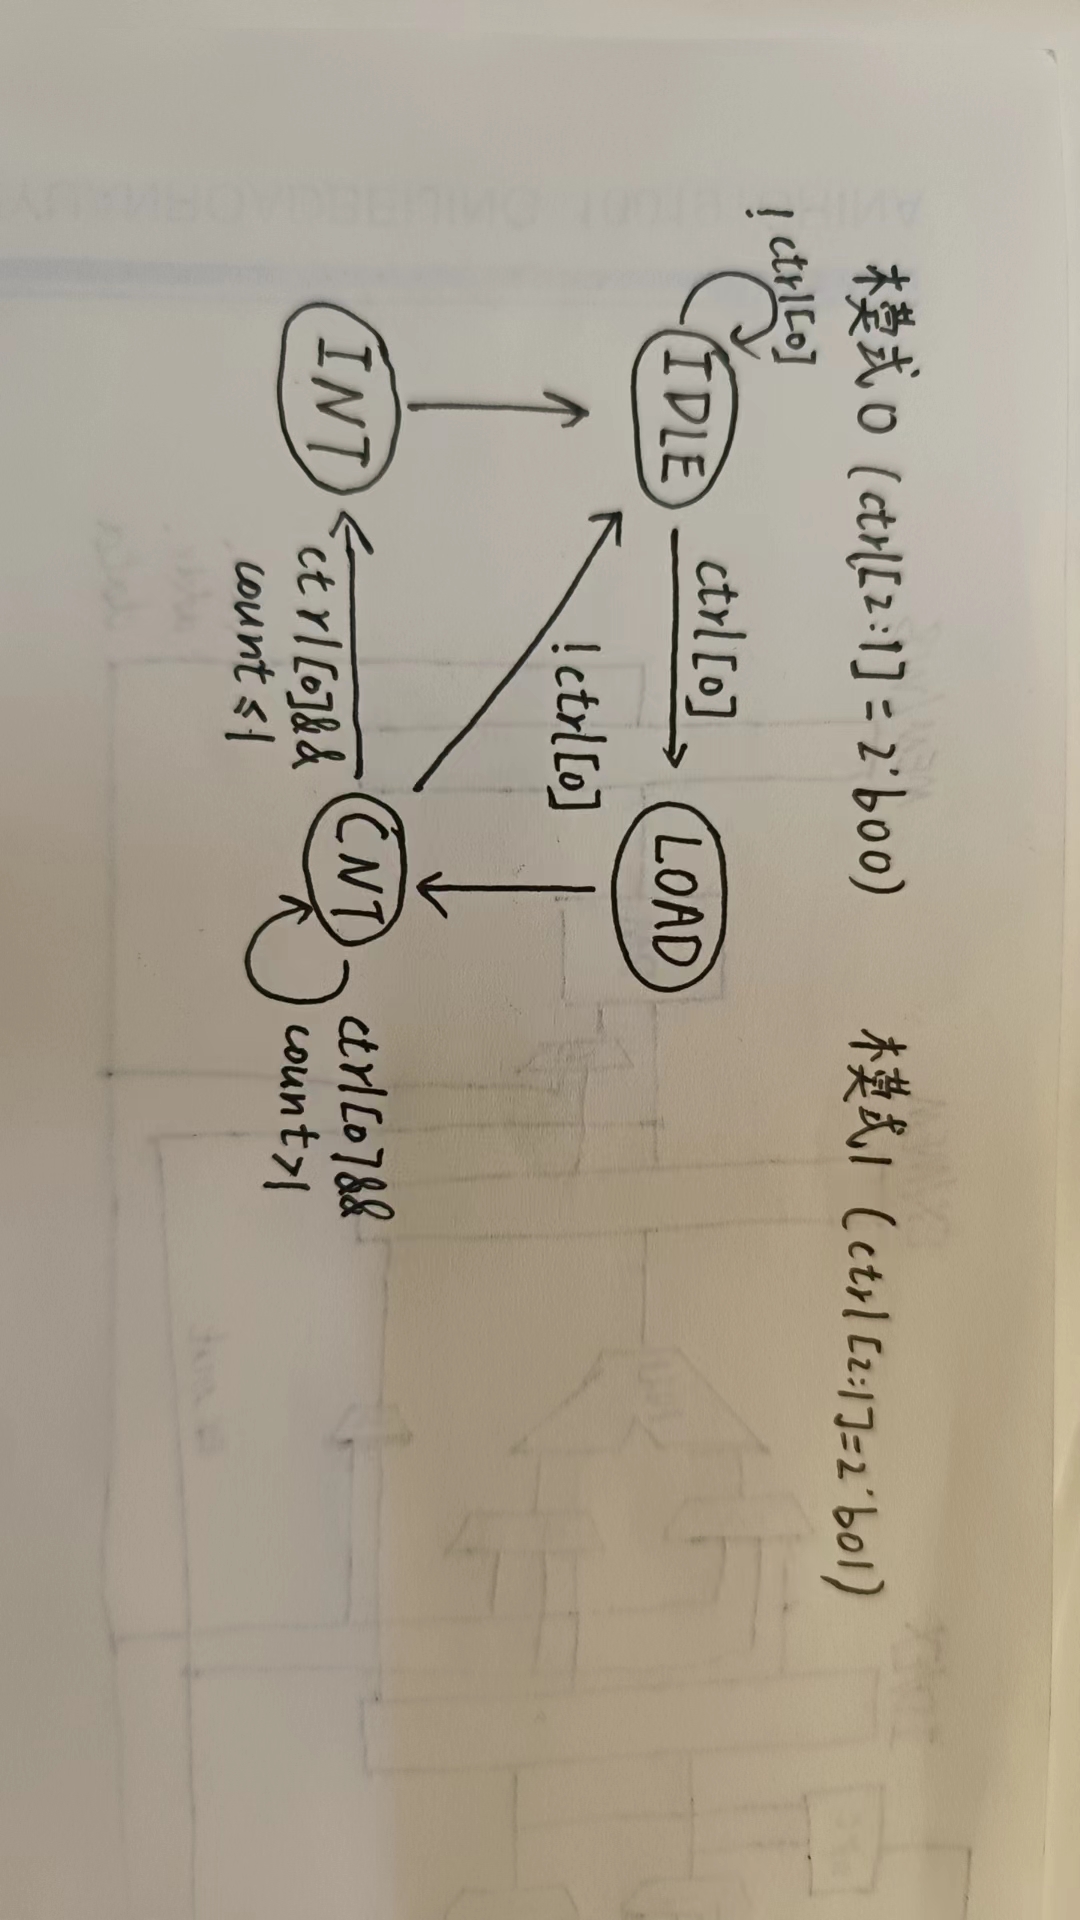 模式0 (ctrl[2:1]=2'b00)
模式1 (ctrl[2:1]=2'b01)
!ctrl[0]
IDLE
ctrl[0]
LOAD
!ctrl[0]
INT
ctrl[0]&&
count≤1
CNT
ctrl[0]&&
count>1